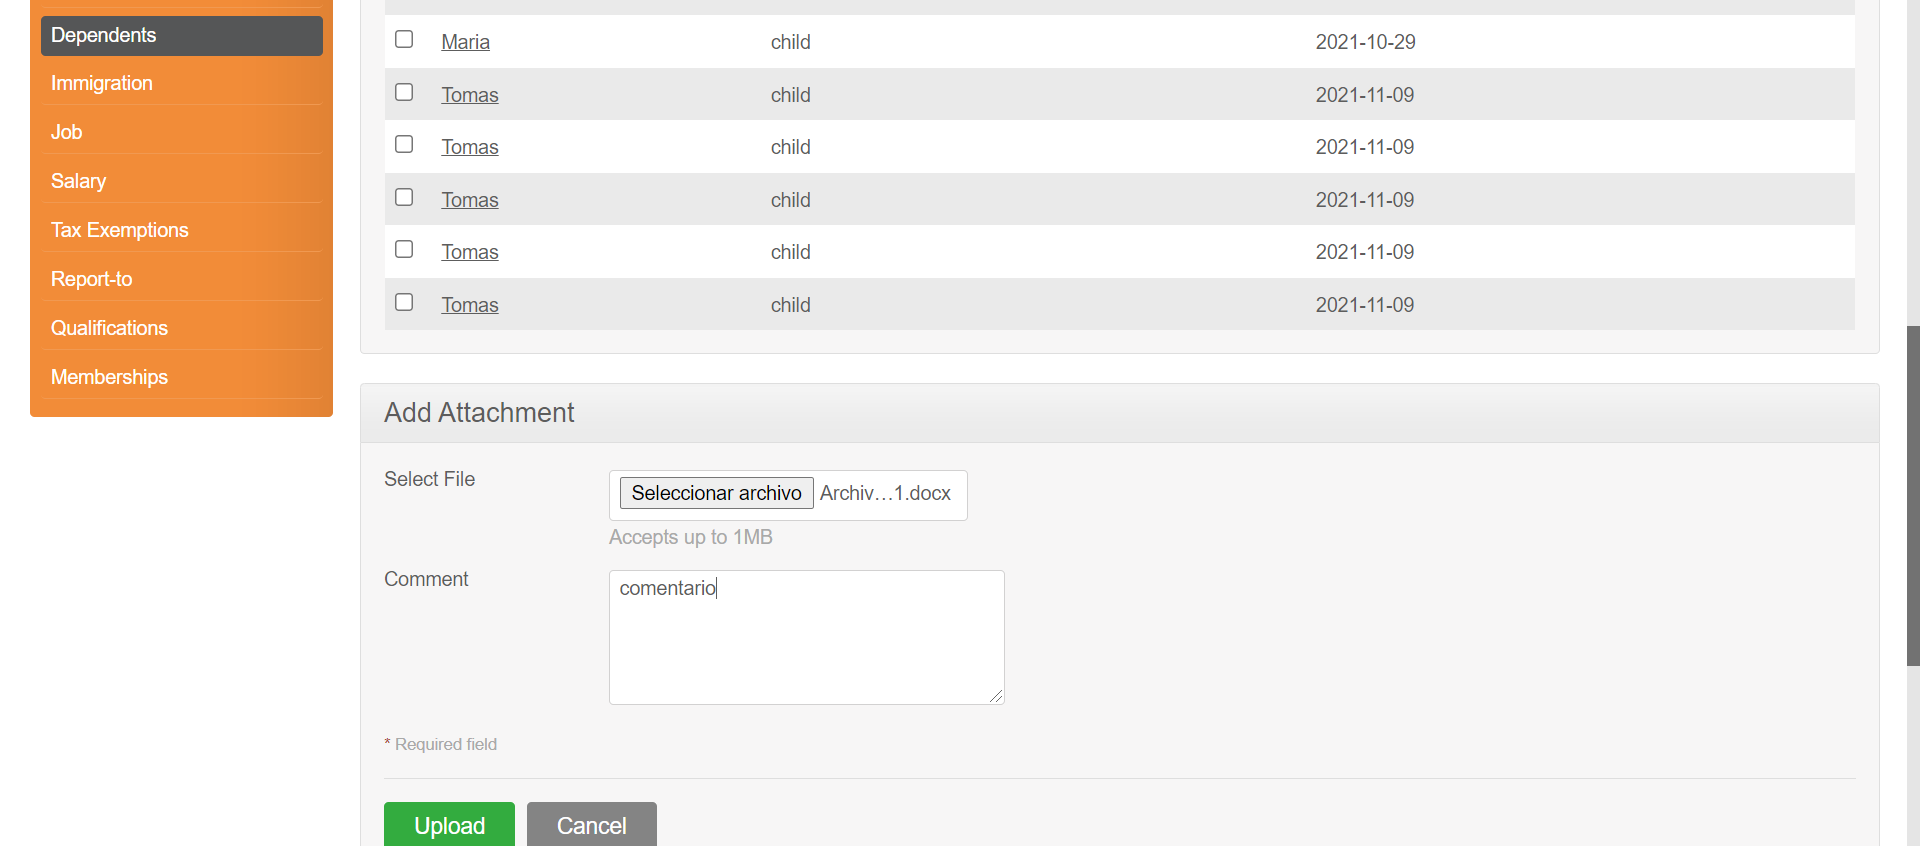 Dependents
Immigration
Job
Salary
Tax Exemptions
Report-to
Qualifications
Memberships
Maria child 2021-10-29
Tomas child 2021-11-09
Tomas child 2021-11-09
Tomas child 2021-11-09
Tomas child 2021-11-09
Tomas child 2021-11-09
Add Attachment
Select File Seleccionar archivo Archiv…1.docx
Accepts up to 1MB
Comment comentario
* Required field
Upload Cancel